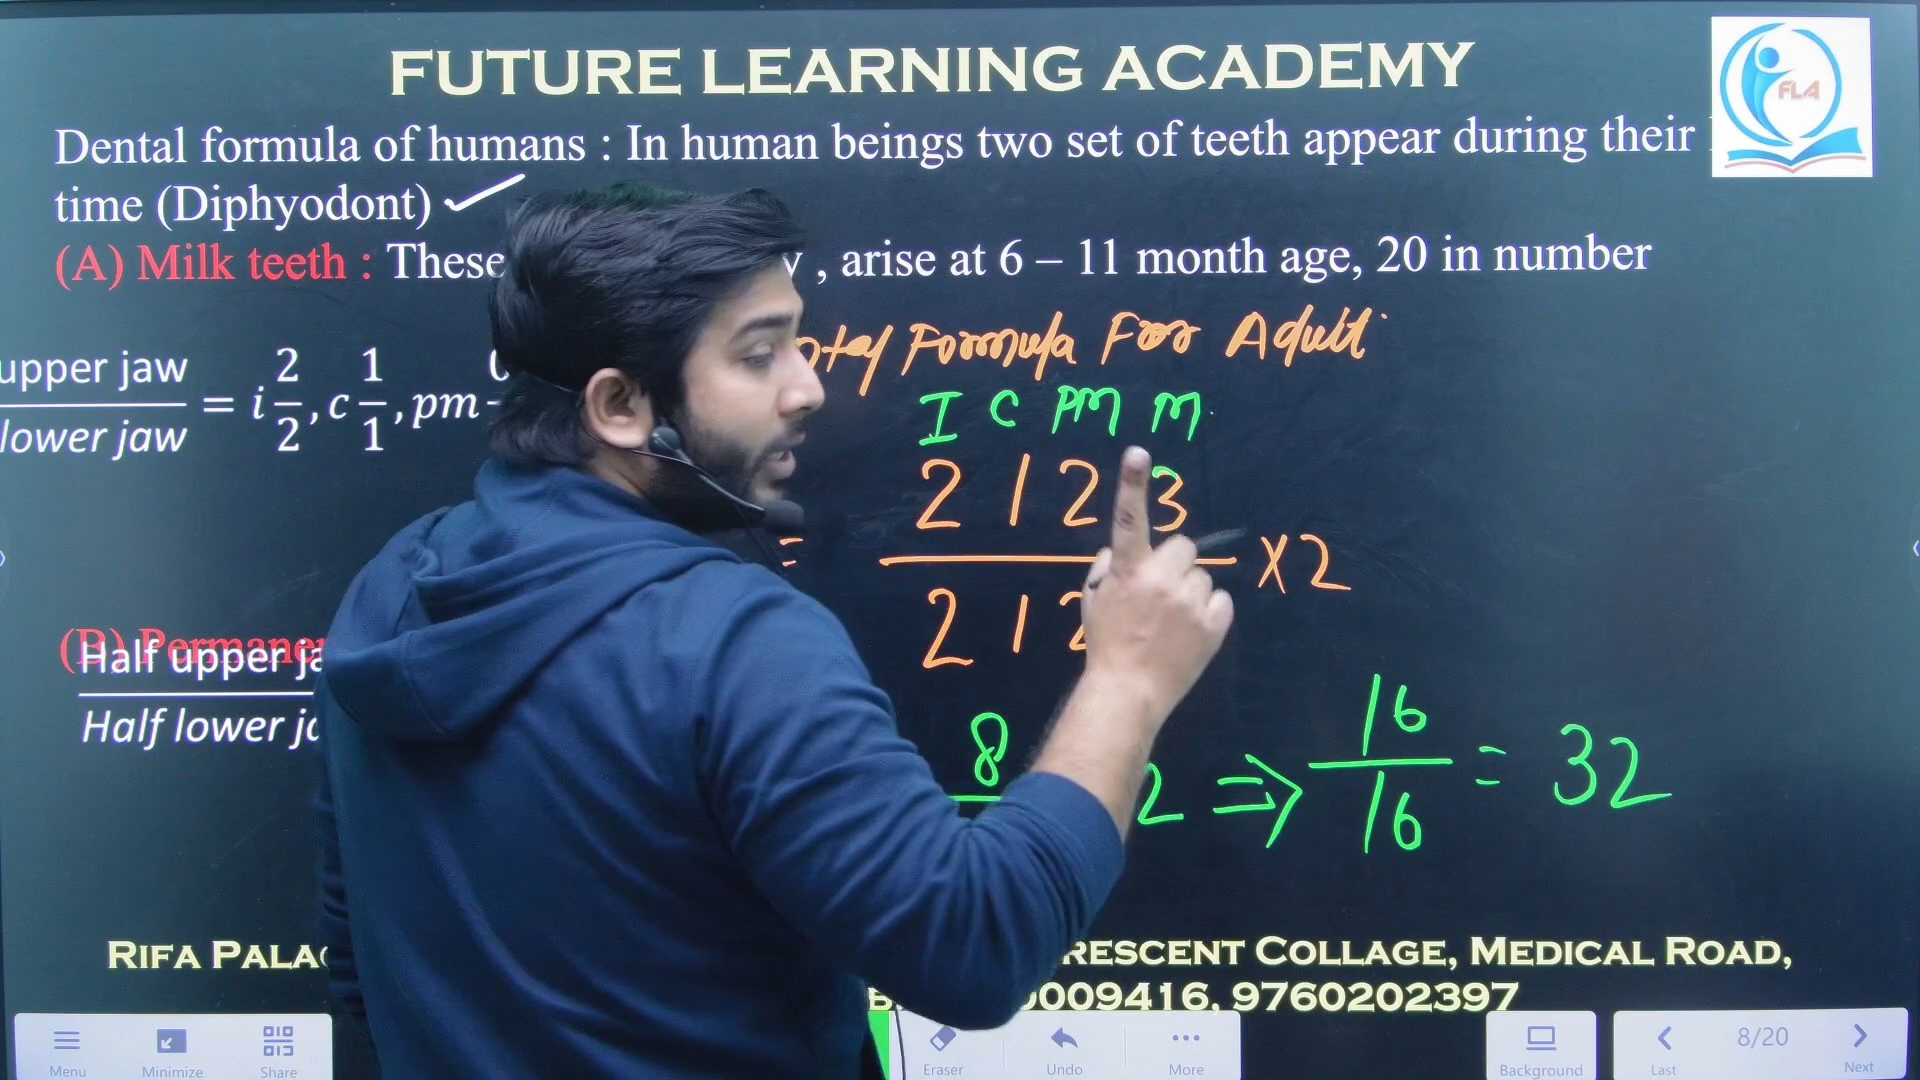 FUTURE LEARNING ACADEMY
FLA
Dental formula of humans : In human beings two set of teeth appear during their
time (Diphyodont)
(A) Milk teeth : These , arise at 6 – 11 month age, 20 in number
Formula For Adult
upper jaw / lower jaw = i 2/2, c 1/1, pm
I C PM M
2 1 2 3
= × 2
2 1 2
(B) Permanen
Half upper ja
Half lower ja
8 2 ⇒ 16/16 = 32
RIFA PALA RESCENT COLLAGE, MEDICAL ROAD,
009416, 9760202397
Menu Minimize Share Eraser Undo More Background Last 8/20 Next